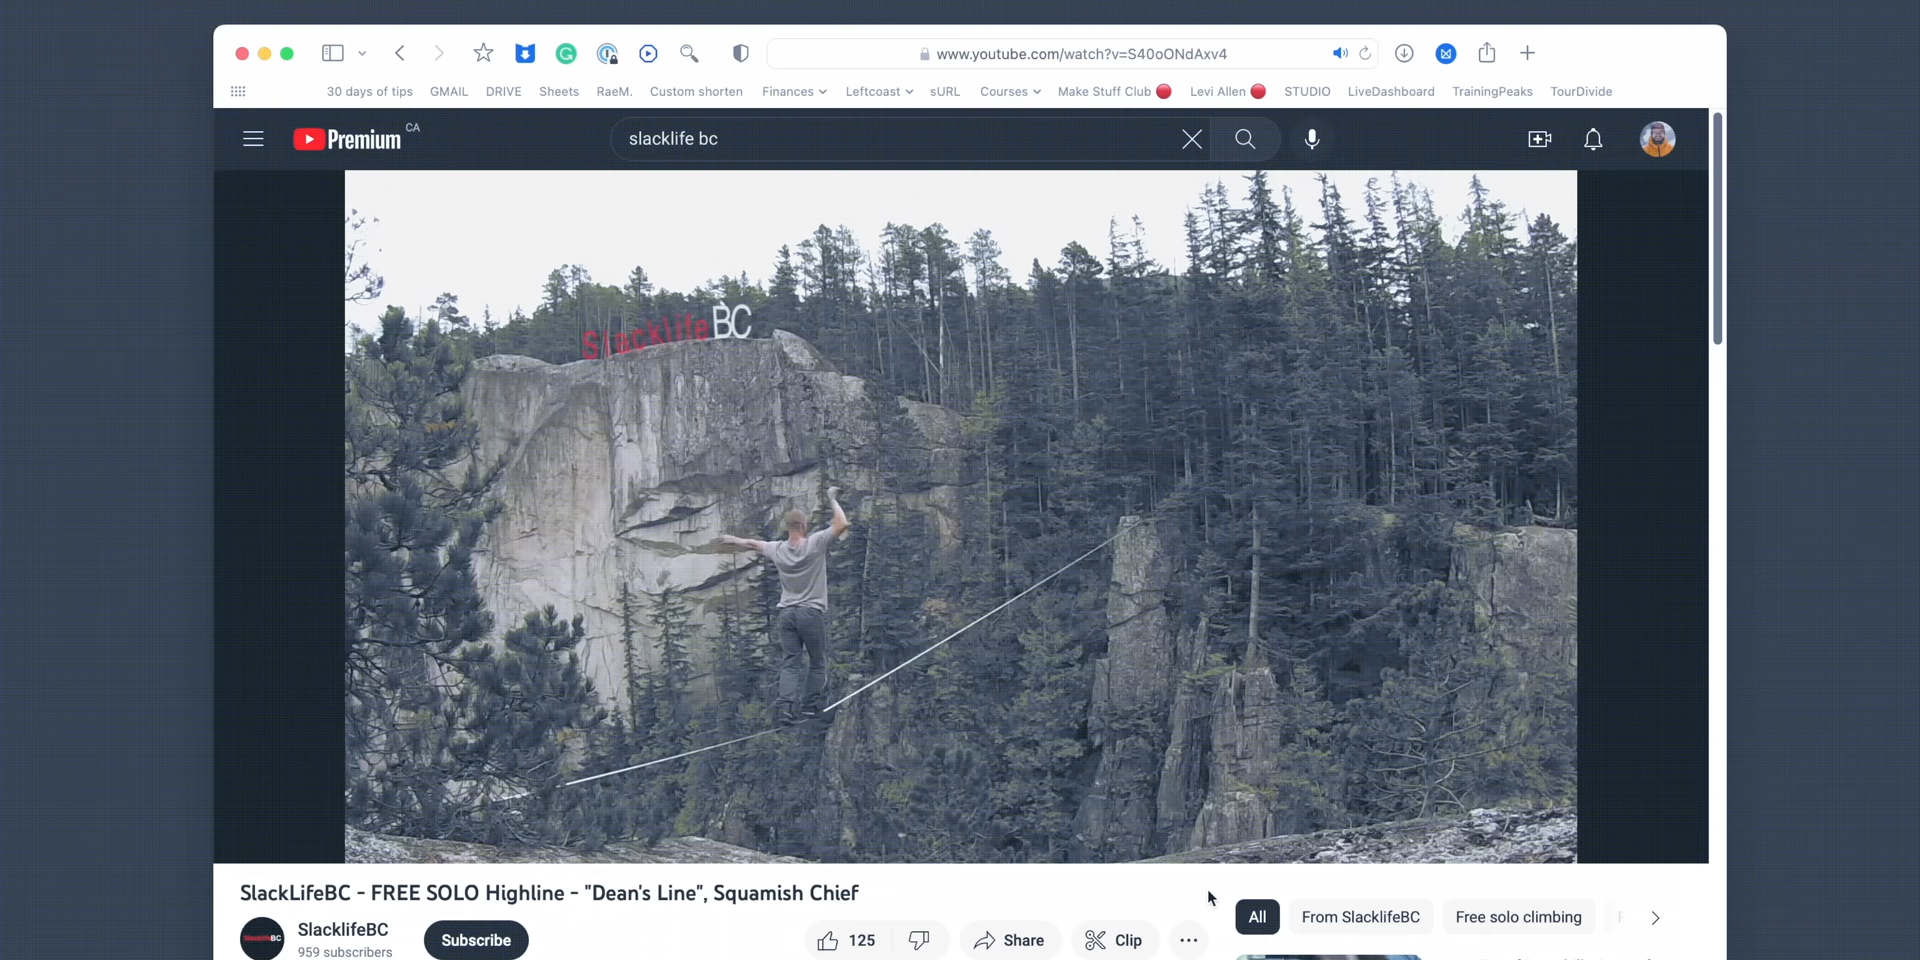 www.youtube.com/watch?v=S40oONdAxv4
30 days of tips GMAIL DRIVE Sheets RaeM. Custom shorten Finances Leftcoast sURL Courses Make Stuff Club Levi Allen STUDIO LiveDashboard TrainingPeaks TourDivide
Premium CA
slacklife bc
SlacklifeBC
SlackLifeBC - FREE SOLO Highline - "Dean's Line", Squamish Chief
SlacklifeBC
959 subscribers
Subscribe
125
Share
Clip
All
From SlacklifeBC
Free solo climbing